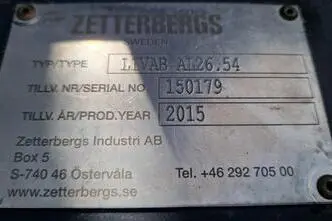 ZETTERBERGS
SWEDEN
TYP/TYPE LIVAB AL26.54
TILLV. NR/SERIAL NO 150179
TILLV. ÅR/PROD.YEAR 2015
Zetterbergs Industri AB
Box 5
S-740 46 Östervåla Tel. +46 292 705 00
www.zetterbergs.se